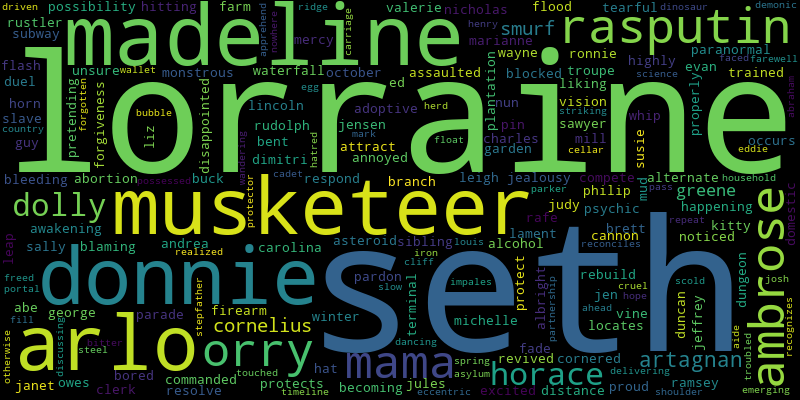 driven possibility hitting farm valerie nicholas flood tearful dinosaur demonic
rustler madeline mercy ridge henry smurf rasputin
subway apprehend nowhere carriage marianne ronnie paranormal
flash unsure waterfall october ed assaulted wayne highly evan faced farewell
duel monstrous egg plantation blocked troupe liking trained science
lorraine
horn pretending forgotten forgiveness wallet bubble liz disappointed lincoln adoptive herd nun vision striking whip properly abraham
slave rudolph jensen float pin sawyer eddie
country bent hatred mark attract charles mill susie occurs
guy dimitri wandering annoyed garden cellar
bleeding abortion buck cadet respond branch leigh jealousy compete alternate pass household
possessed protector parker philip mud greene domestic
dolly musketeer judy psychic happening
awakening rafe repeat kitty
leap sally blaming andrea carolina asteroid sibling louis alcohol lament cannon brett noticed ambrose
realized iron reconciles
freed donnie cliff pardon impales seth rebuild cruel scold dungeon josh
portal slow terminal protect albright partnership jen hope
abe george parade stepfather firearm winter michelle ahead vine duncan jeffrey
fill cornelius dancing locates recognizes
otherwise arlo discussing steel bitter orry mama fade spring revived cornered artagnan aide troubled
janet owes bored commanded touched hat asylum horace delivering proud ramsey
clerk resolve protects timeline becoming jules eccentric excited distance shoulder emerging